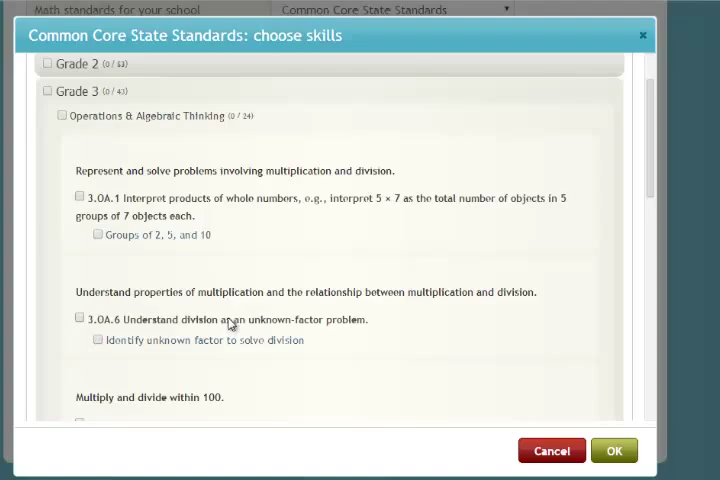 Math standards for your school
Common Core State Standards
Common Core State Standards: choose skills
Grade 2 (0 / 53)
Grade 3 (0 / 43)
Operations & Algebraic Thinking (0 / 24)
Represent and solve problems involving multiplication and division.
3.OA.1 Interpret products of whole numbers, e.g., interpret 5 × 7 as the total number of objects in 5
groups of 7 objects each.
Groups of 2, 5, and 10
Understand properties of multiplication and the relationship between multiplication and division.
3.OA.6 Understand division as an unknown-factor problem.
Identify unknown factor to solve division
Multiply and divide within 100.
Cancel
OK